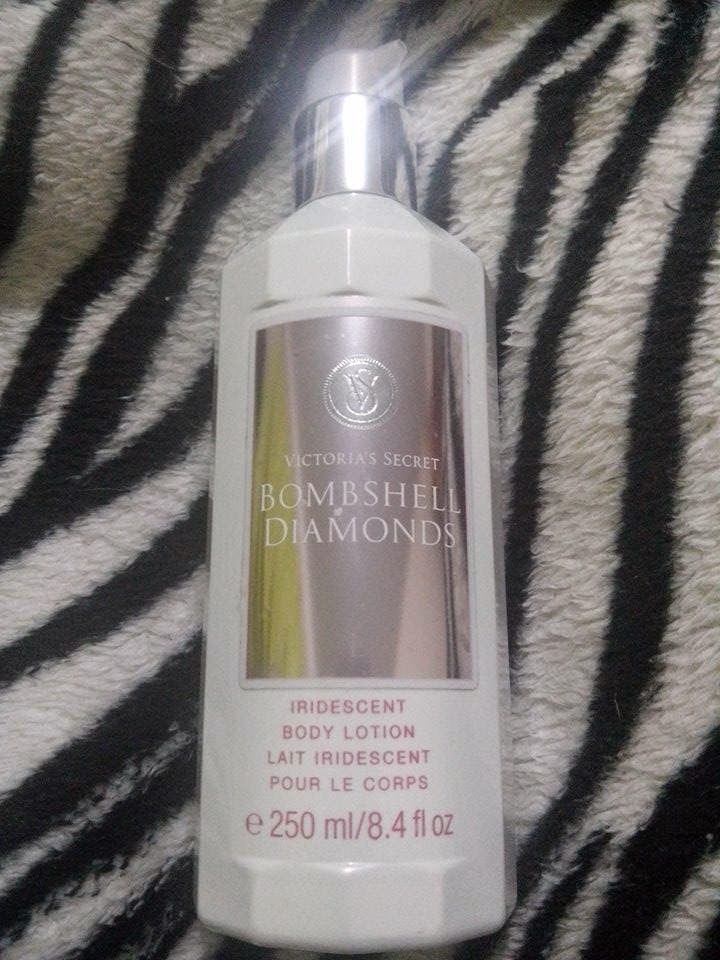 VS
VICTORIA'S SECRET
BOMBSHELL
DIAMONDS
IRIDESCENT
BODY LOTION
LAIT IRIDESCENT
POUR LE CORPS
e 250 ml/8.4 fl oz